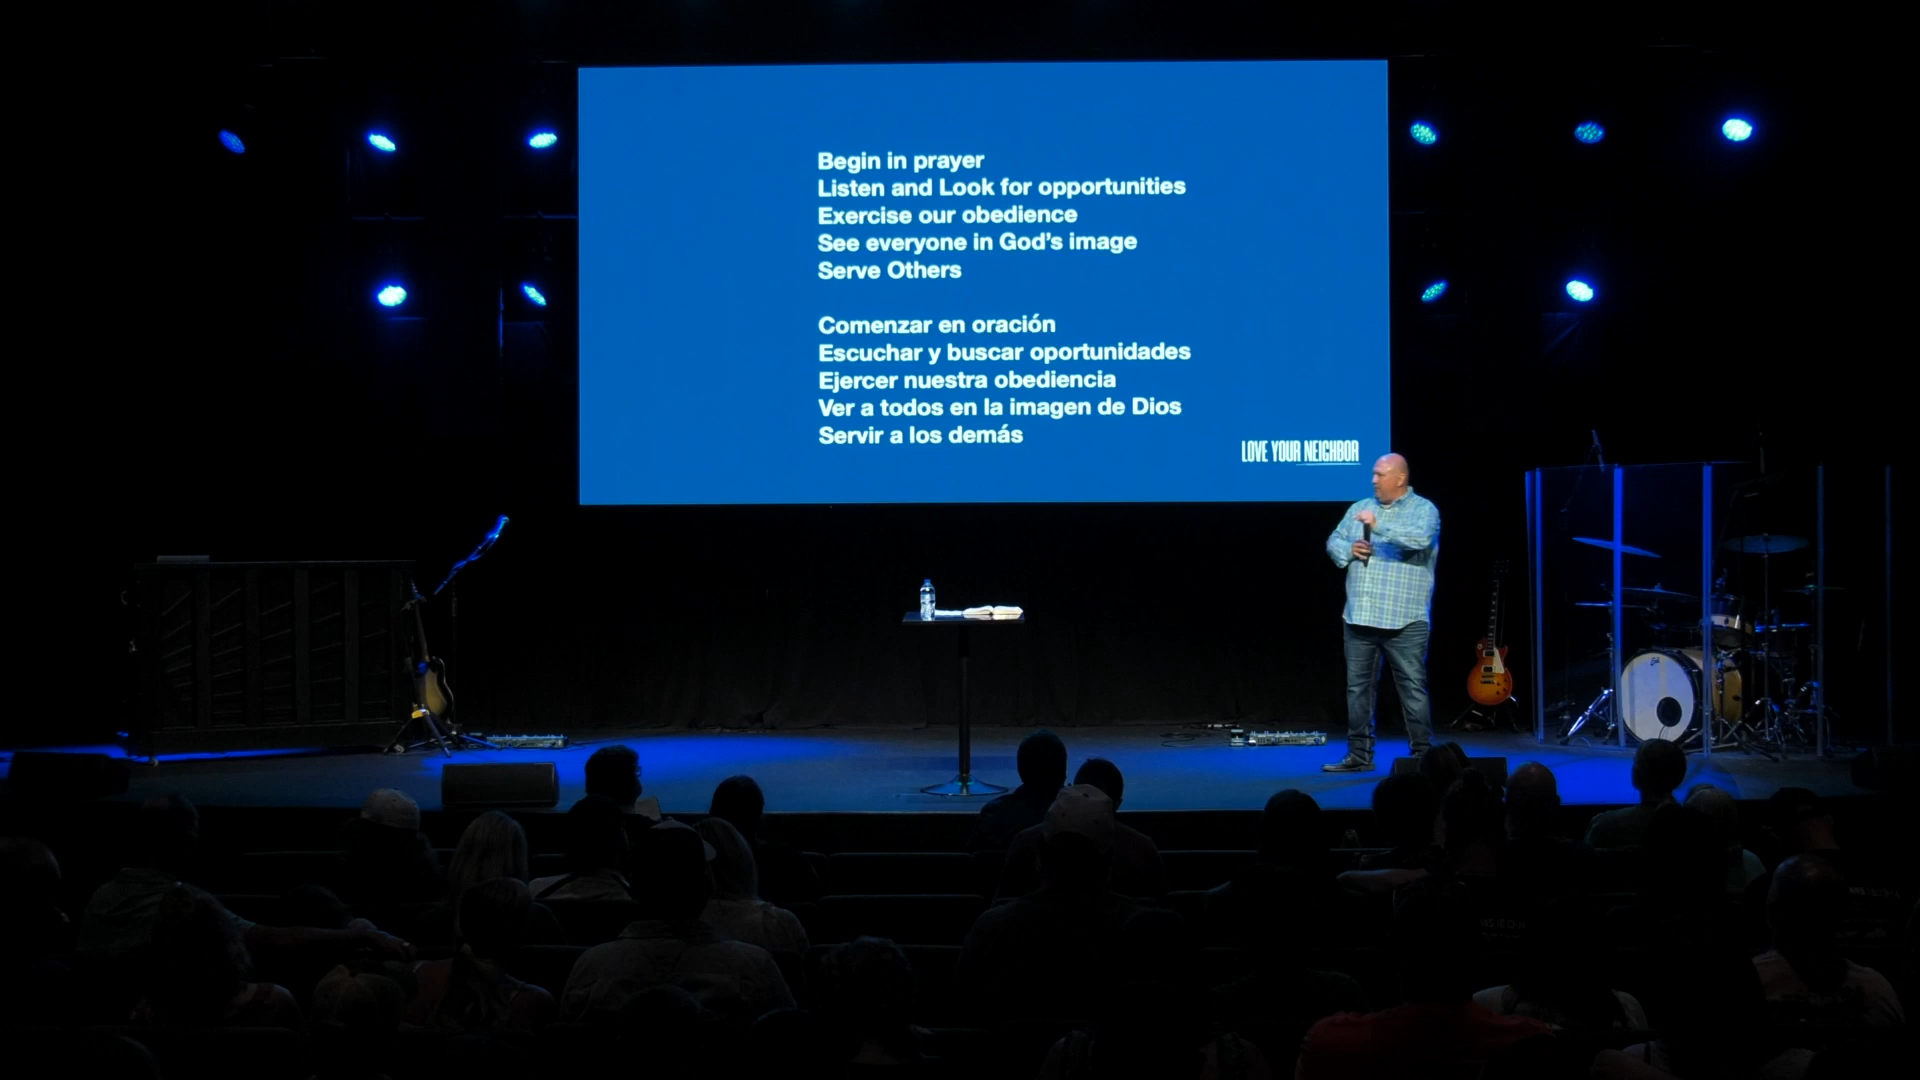 Begin in prayer
Listen and Look for opportunities
Exercise our obedience
See everyone in God's image
Serve Others
Comenzar en oración
Escuchar y buscar oportunidades
Ejercer nuestra obediencia
Ver a todos en la imagen de Dios
Servir a los demás
LOVE YOUR NEIGHBOR